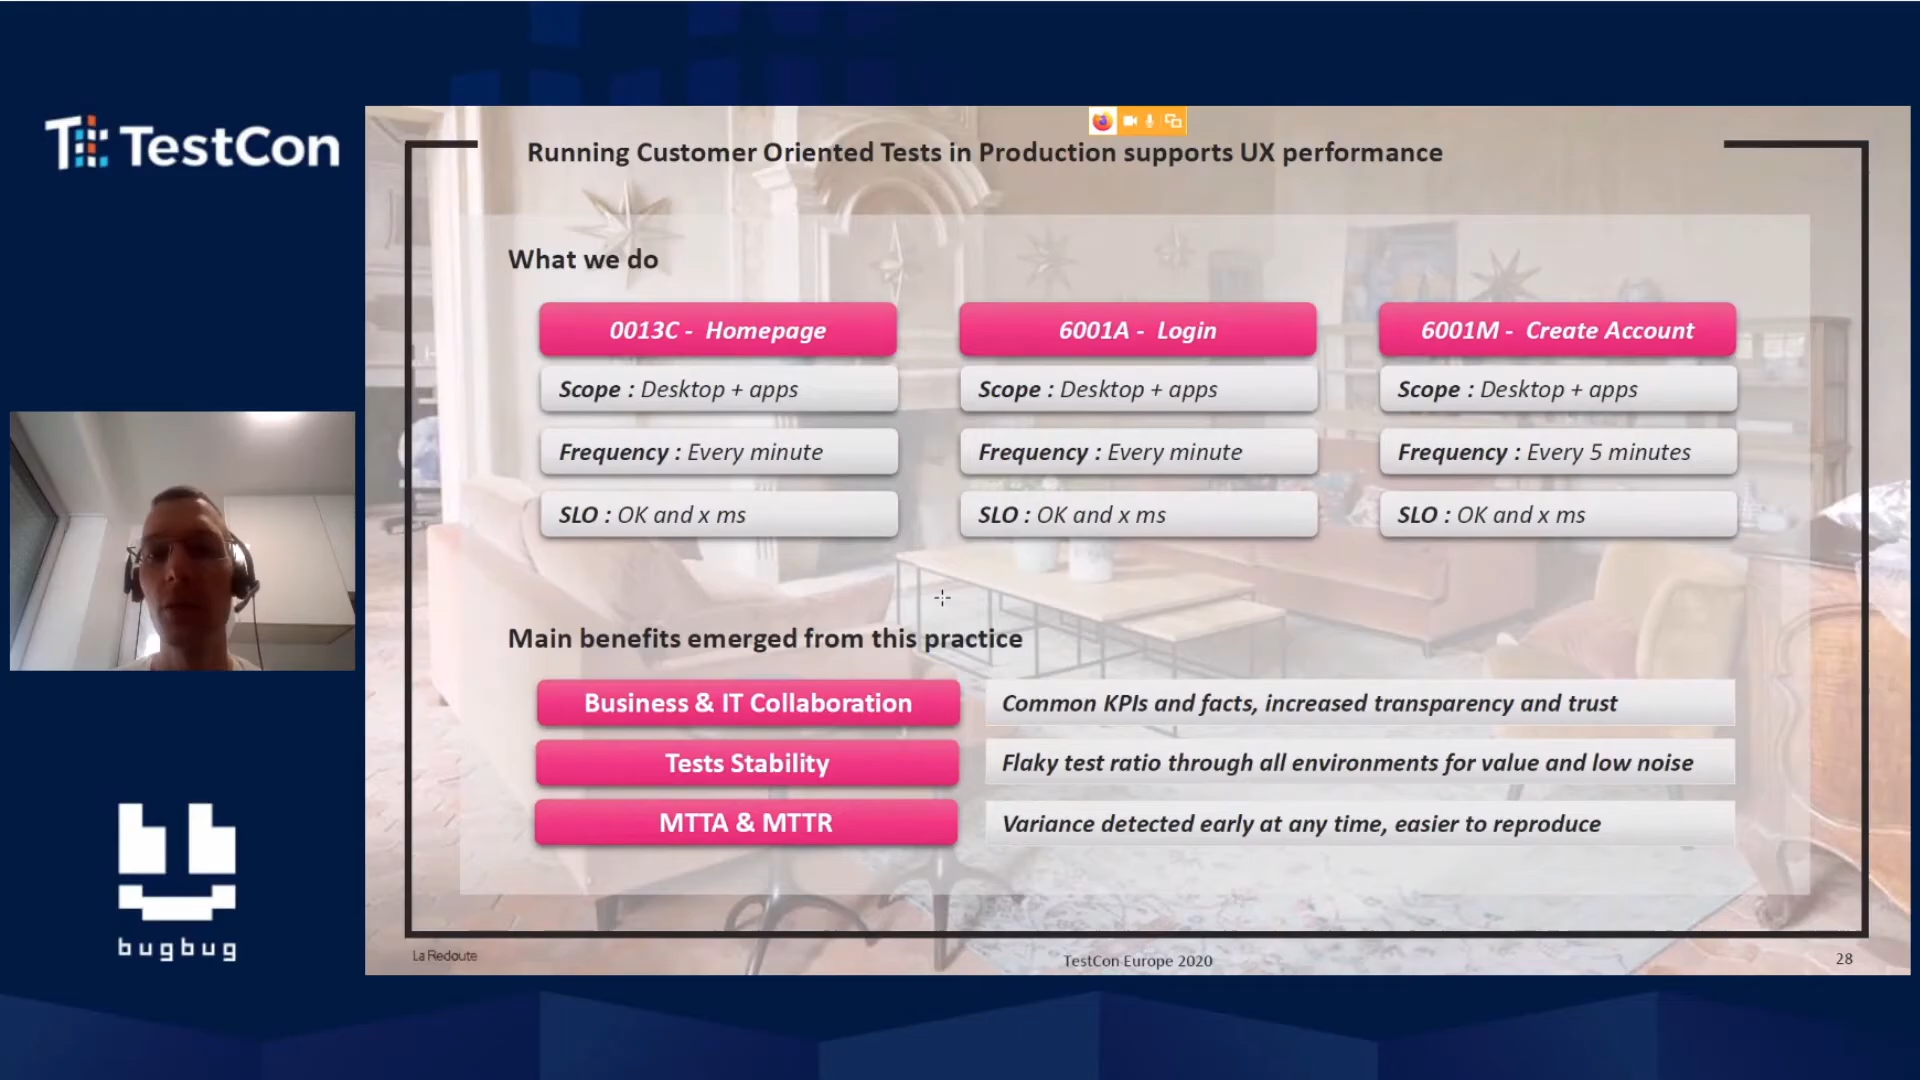 TestCon
Running Customer Oriented Tests in Production supports UX performance
What we do
0013C - Homepage
Scope : Desktop + apps
Frequency : Every minute
SLO : OK and x ms
6001A - Login
Scope : Desktop + apps
Frequency : Every minute
SLO : OK and x ms
6001M - Create Account
Scope : Desktop + apps
Frequency : Every 5 minutes
SLO : OK and x ms
Main benefits emerged from this practice
Business & IT Collaboration
Common KPIs and facts, increased transparency and trust
Tests Stability
Flaky test ratio through all environments for value and low noise
MTTA & MTTR
Variance detected early at any time, easier to reproduce
La Redoute
TestCon Europe 2020
28
bugbug